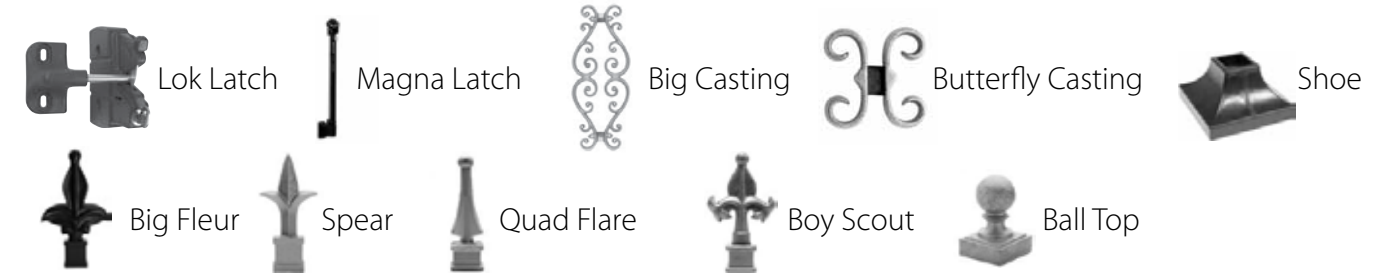 Lok Latch Magna Latch Big Casting Butterfly Casting Shoe
Big Fleur Spear Quad Flare Boy Scout Ball Top